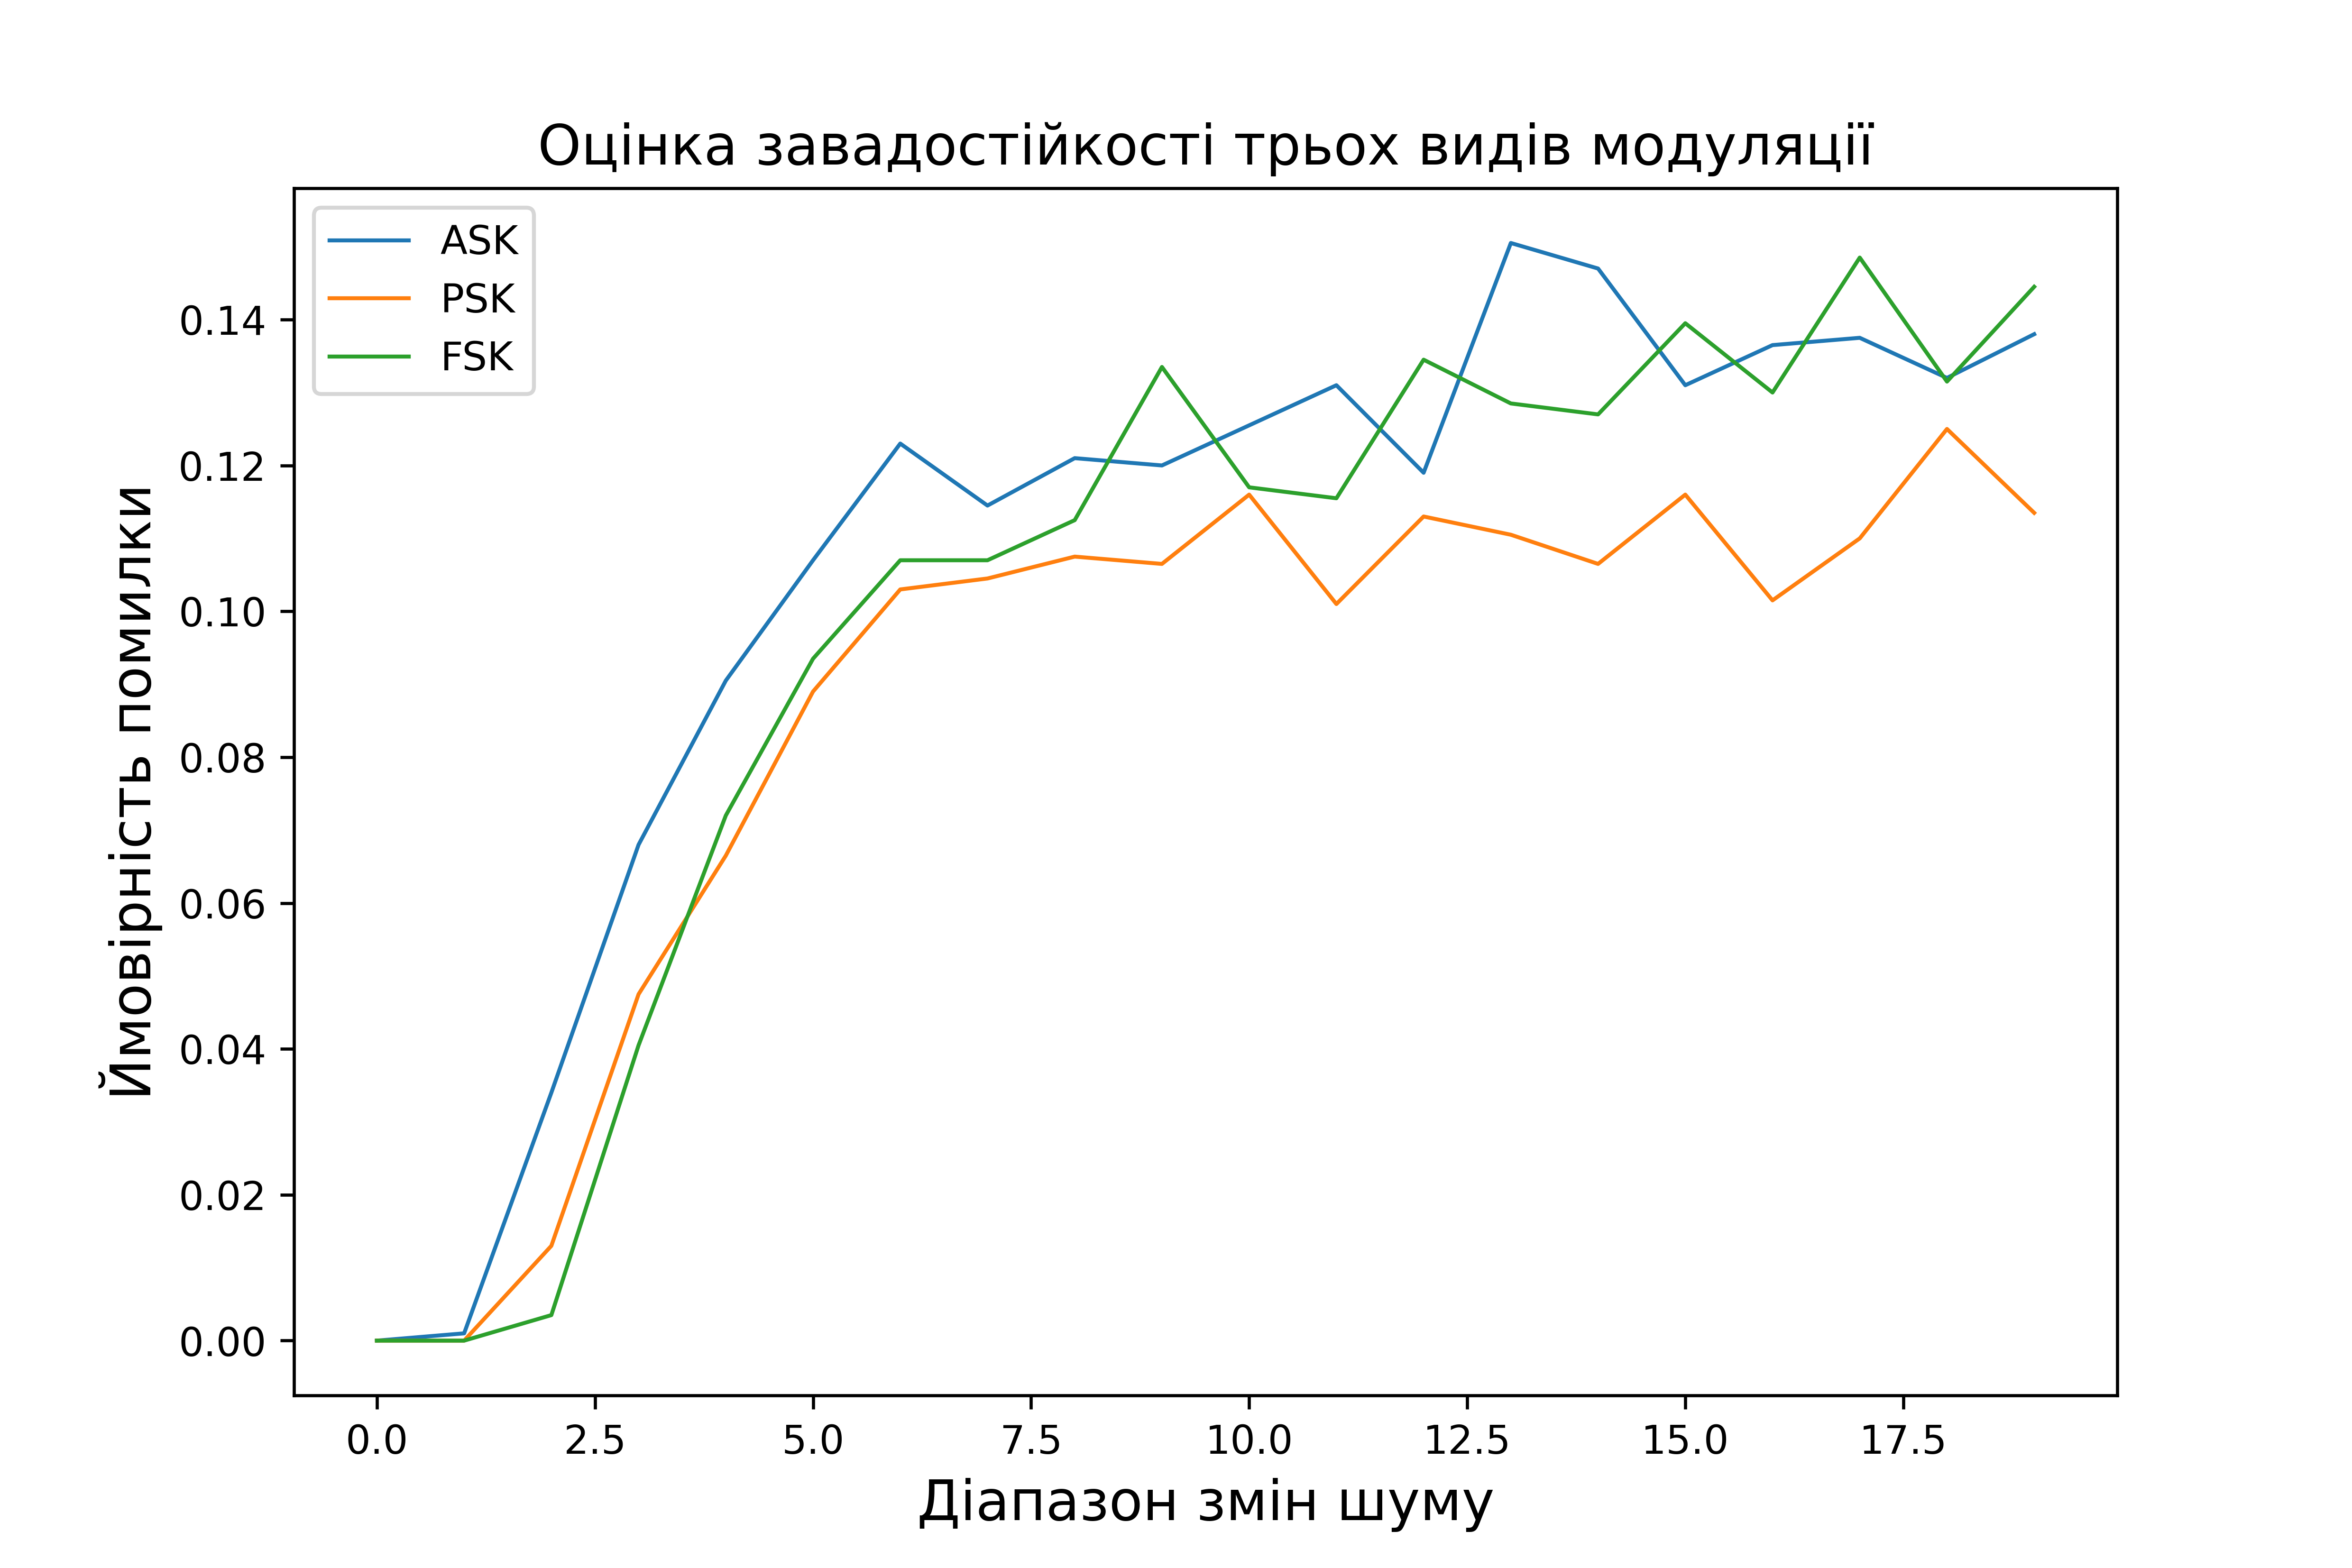 Оцінка завадостійкості трьох видів модуляції
ASK
PSK
FSK
Ймовірність помилки
0.14
0.12
0.10
0.08
0.06
0.04
0.02
0.00
0.0 2.5 5.0 7.5 10.0 12.5 15.0 17.5
Діапазон змін шуму